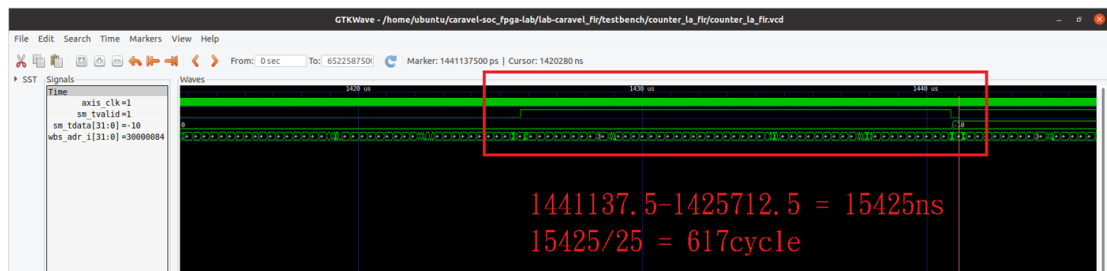 GTKWave - /home/ubuntu/caravel-soc_fpga-lab/lab-caravel_fir/testbench/counter_la_fir/counter_la_fir.vcd
File Edit Search Time Markers View Help
From: 0 sec To: 6522587500 Marker: 1441137500 ps | Cursor: 1420280 ns
SST Signals Waves
Time 1420 us 1430 us 1440 us
axis_clk=1
sm_tvalid=1
sm_tdata[31:0]=-10 0 -10
wbs_adr_i[31:0]=30000084
1441137.5-1425712.5 = 15425ns
15425/25 = 617cycle